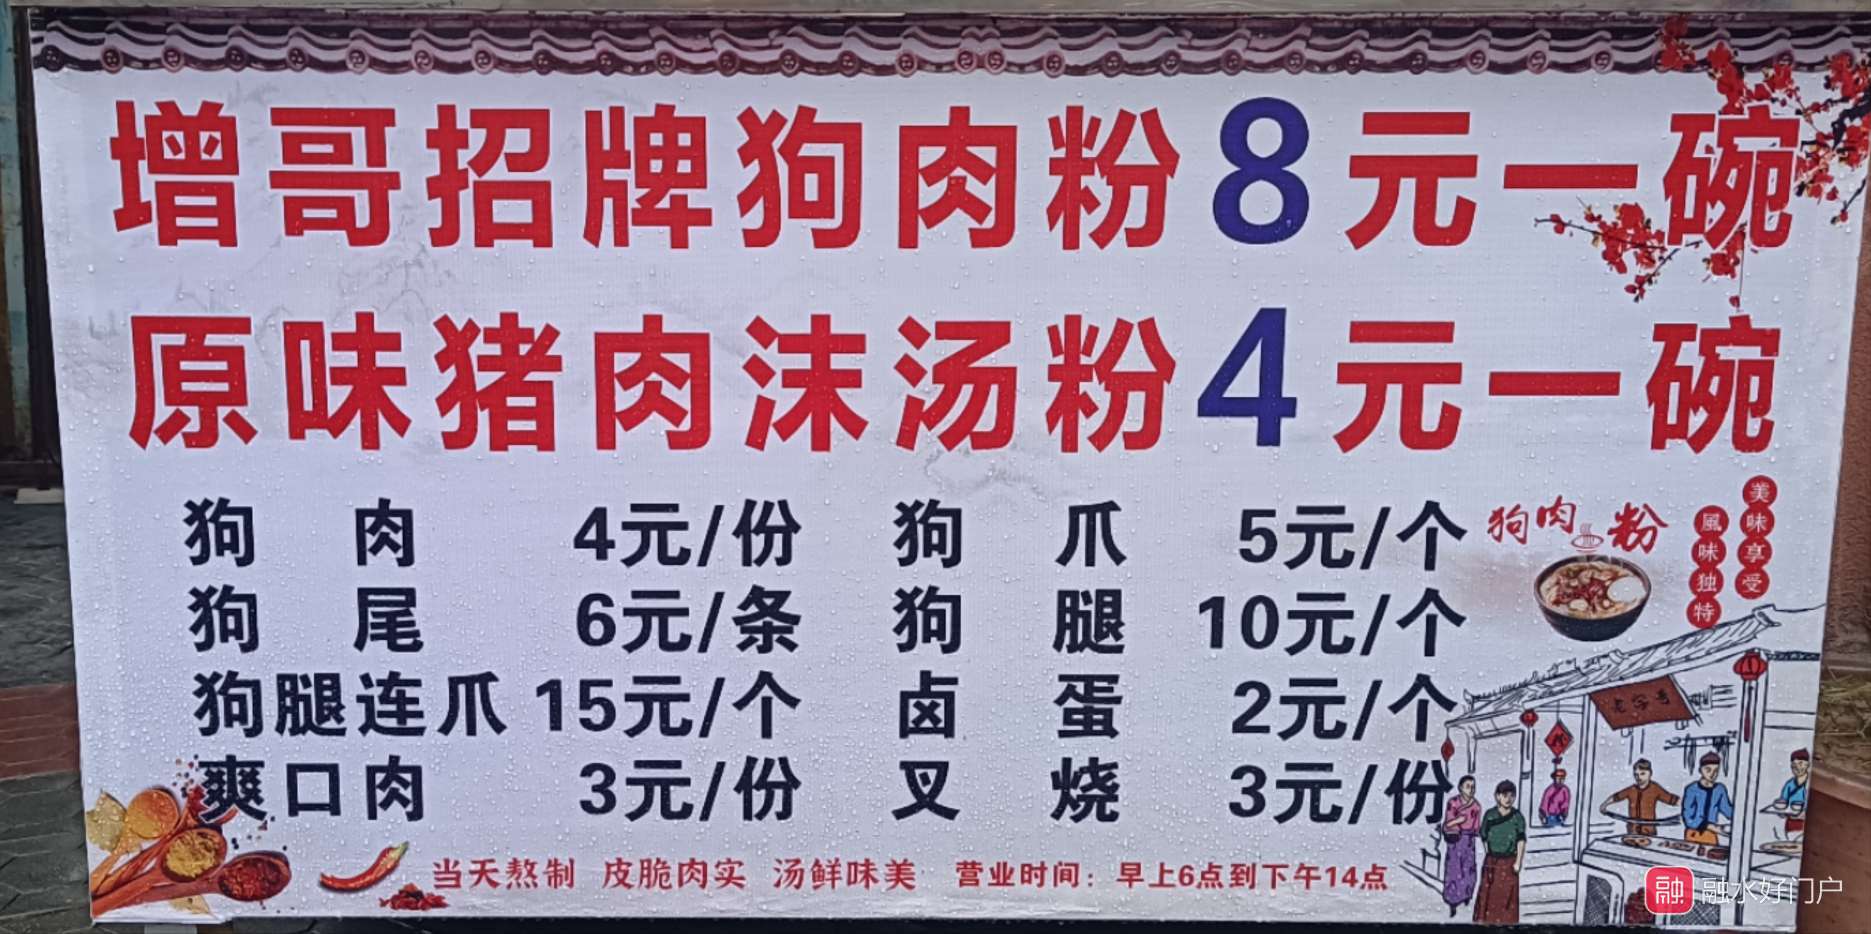 增哥招牌狗肉粉8元一碗
原味猪肉沫汤粉4元一碗
狗肉 4元/份 狗爪 5元/个
狗尾 6元/条 狗腿 10元/个
狗腿连爪 15元/个 卤蛋 2元/个
爽口肉 3元/份 叉烧 3元/份
狗肉粉
美味享受
風味独特
老字号
当天熬制 皮脆肉实 汤鲜味美 营业时间：早上6点到下午14点
融 融水好门户